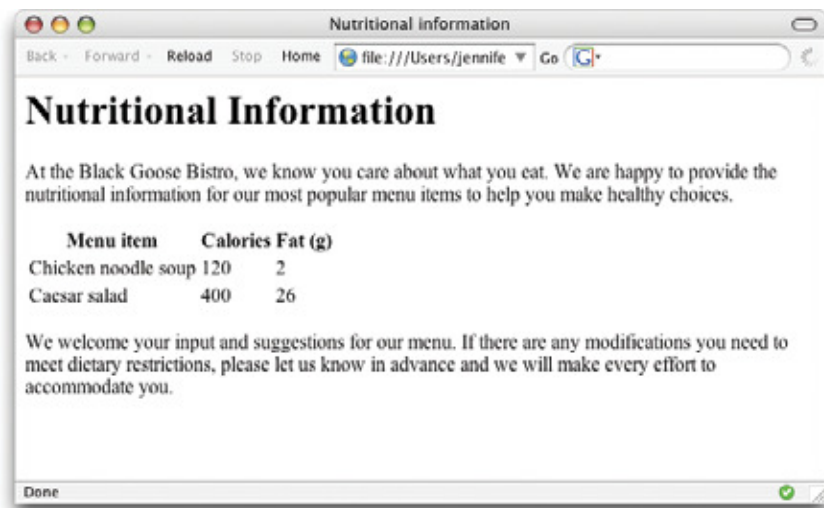 Nutritional information
Back Forward Reload Stop Home file:///Users/jennife Go G
Nutritional Information
At the Black Goose Bistro, we know you care about what you eat. We are happy to provide the
nutritional information for our most popular menu items to help you make healthy choices.
Menu item Calories Fat (g)
Chicken noodle soup 120 2
Caesar salad 400 26
We welcome your input and suggestions for our menu. If there are any modifications you need to
meet dietary restrictions, please let us know in advance and we will make every effort to
accommodate you.
Done